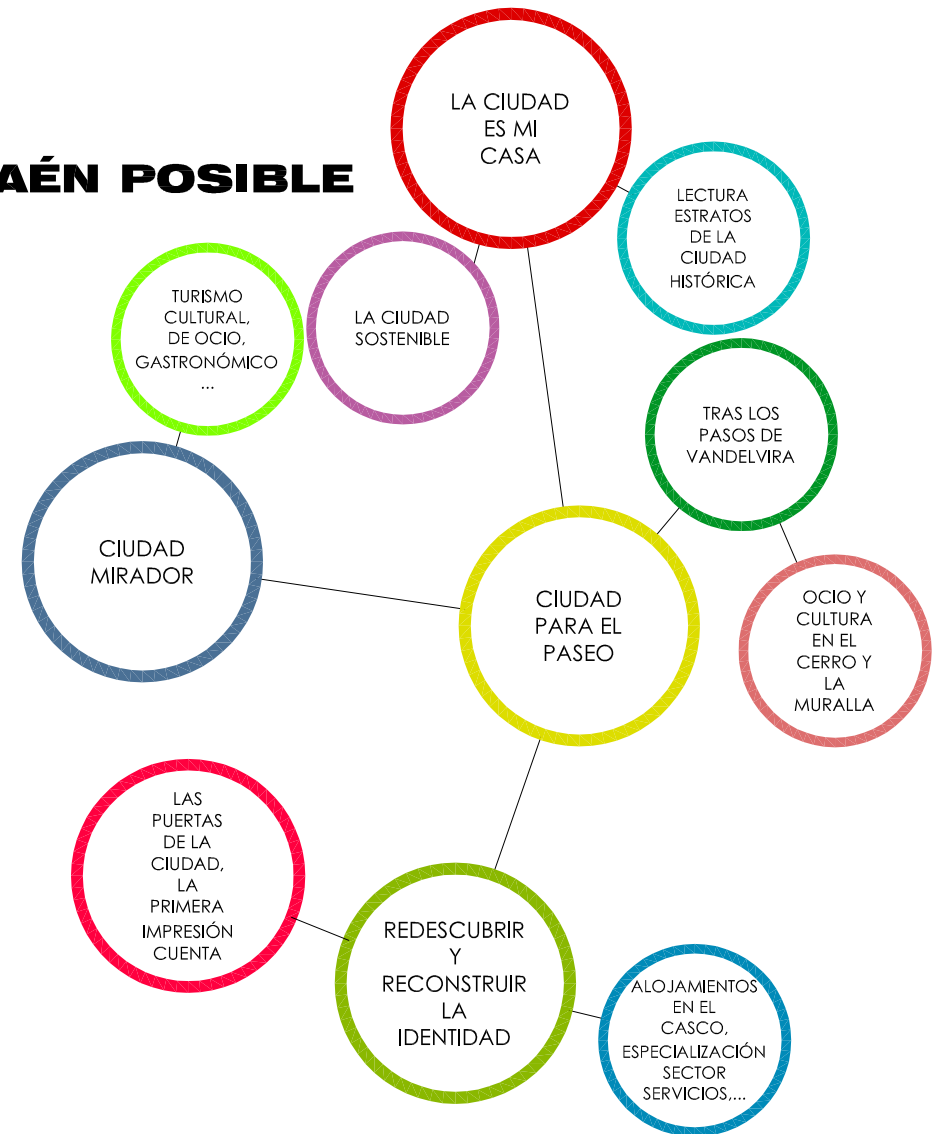 LA CIUDAD
ES MI
CASA
AÉN POSIBLE
LECTURA
ESTRATOS
DE LA
CIUDAD
HISTÓRICA
TURISMO
CULTURAL,
DE OCIO,
GASTRONÓMICO
...
LA CIUDAD
SOSTENIBLE
TRAS LOS
PASOS DE
VANDELVIRA
CIUDAD
MIRADOR
CIUDAD
PARA EL
PASEO
OCIO Y
CULTURA
EN EL
CERRO Y
LA
MURALLA
LAS
PUERTAS
DE LA
CIUDAD,
LA
PRIMERA
IMPRESIÓN
CUENTA
REDESCUBRIR
Y
RECONSTRUIR
LA
IDENTIDAD
ALOJAMIENTOS
EN EL
CASCO,
ESPECIALIZACIÓN
SECTOR
SERVICIOS,...